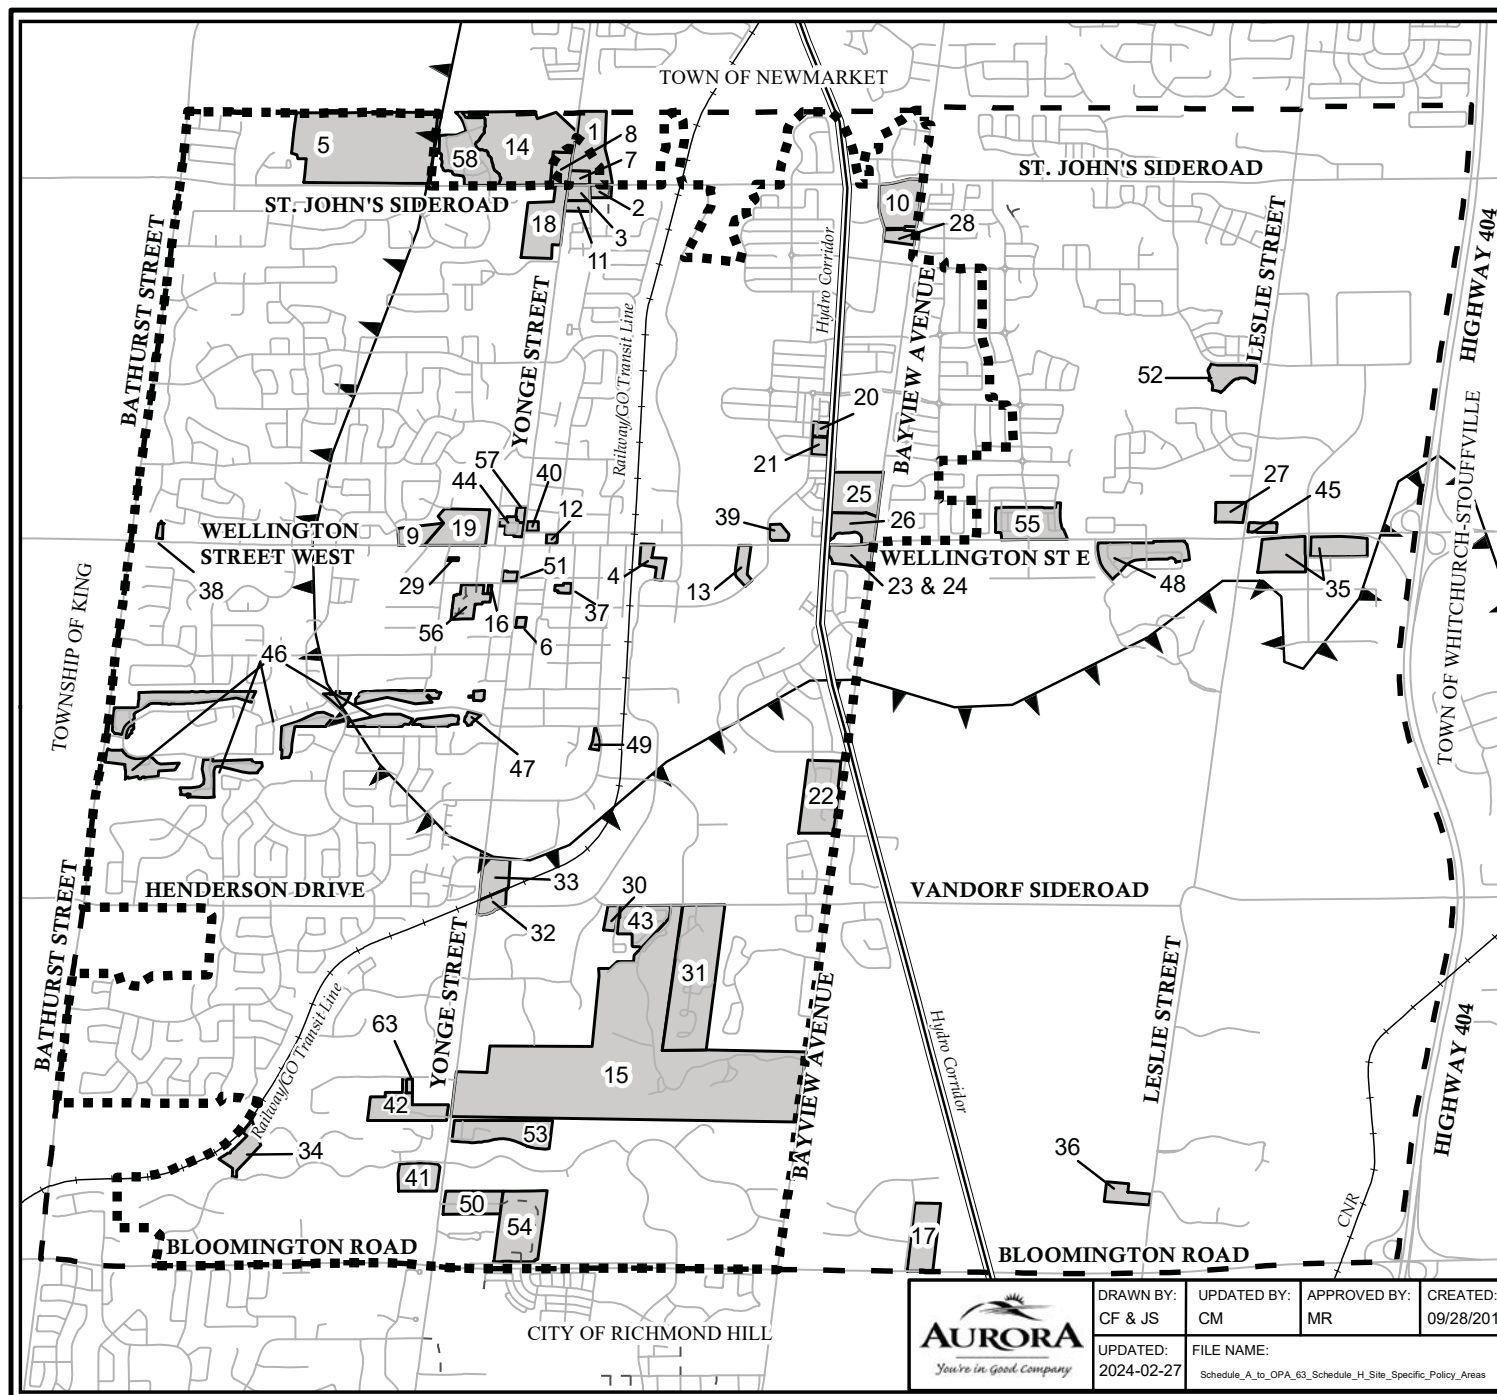 TOWN OF NEWMARKET
5
58
14
1
8
7
2
3
11
18
ST. JOHN'S SIDEROAD
ST. JOHN'S SIDEROAD
10
28
BATHURST STREET
YONGE STREET
Railway/GO Transit Line
Hydro Corridor
BAYVIEW AVENUE
LESLIE STREET
HIGHWAY 404
52
20
21
57
44
40
12
9
19
WELLINGTON
STREET WEST
38
29
51
16
56
37
6
4
13
39
25
26
23 & 24
WELLINGTON ST E
55
48
27
45
35
TOWNSHIP OF KING
TOWN OF WHITCHURCH-STOUFFVILLE
46
47
49
22
33
32
HENDERSON DRIVE
VANDORF SIDEROAD
30
43
31
15
BATHURST STREET
YONGE STREET
BAYVIEW AVENUE
LESLIE STREET
HIGHWAY 404
Railway/GO Transit Line
Hydro Corridor
CNR
63
42
53
34
41
50
54
17
36
BLOOMINGTON ROAD
BLOOMINGTON ROAD
CITY OF RICHMOND HILL
AURORA
You're in Good Company
DRAWN BY:
CF & JS
UPDATED BY:
CM
APPROVED BY:
MR
CREATED:
09/28/201
UPDATED:
2024-02-27
FILE NAME:
Schedule_A_to_OPA_63_Schedule_H_Site_Specific_Policy_Areas